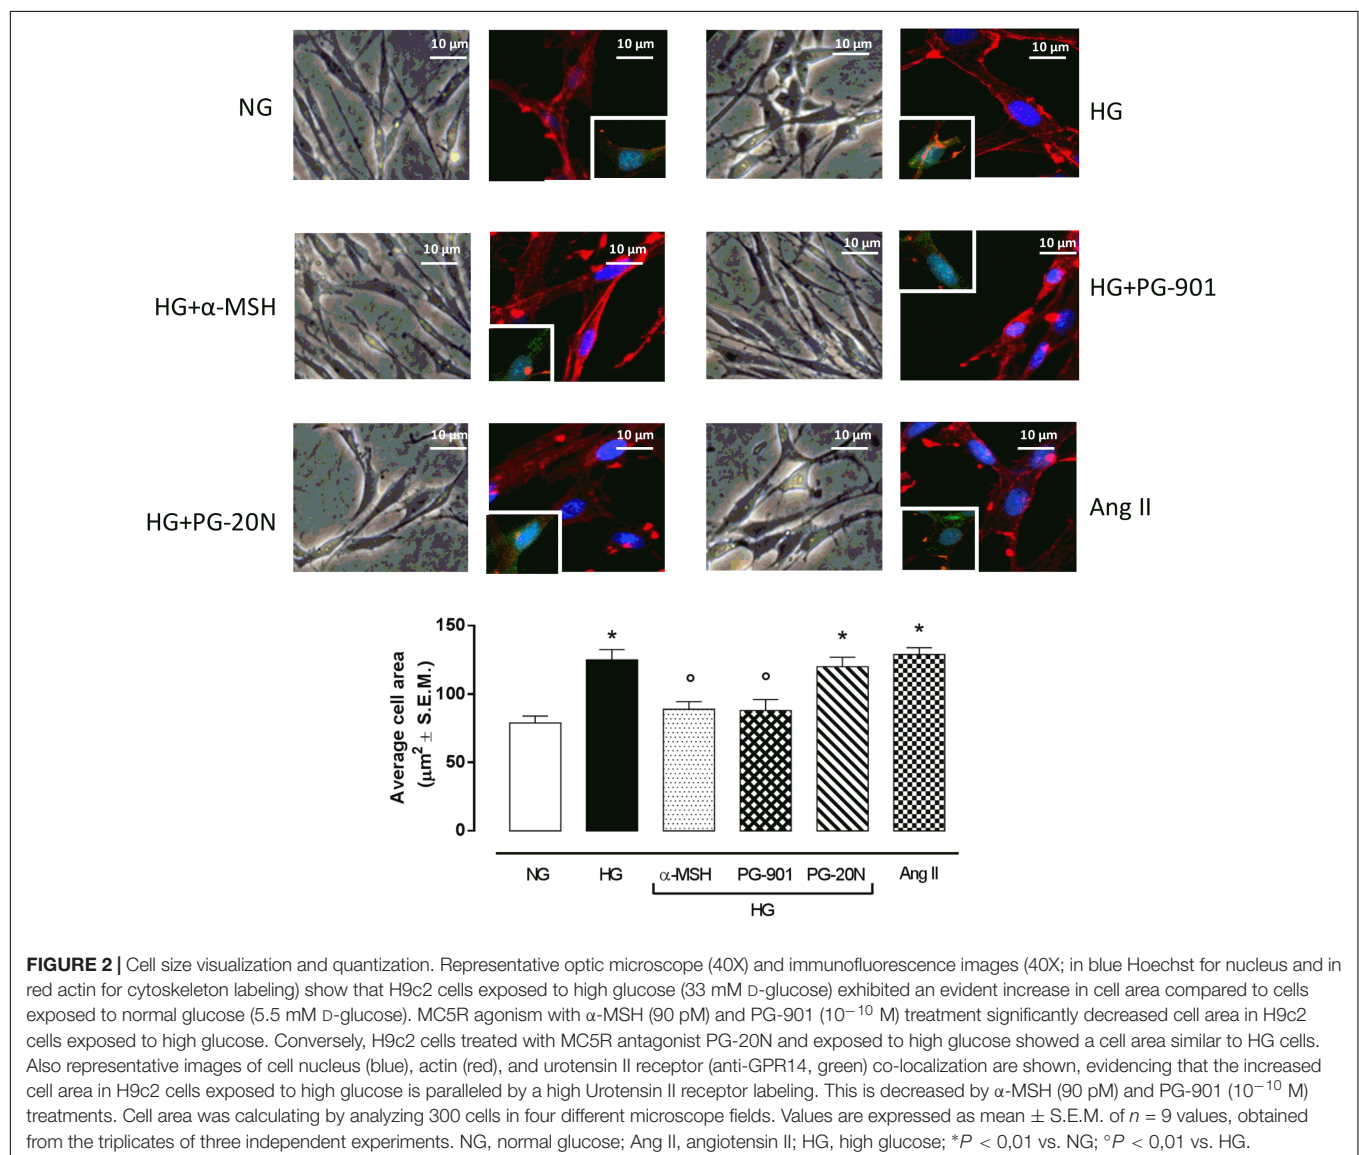 10 µm
10 µm
10 µm
10 µm
NG
HG
10 µm
10 µm
10 µm
10 µm
HG+α-MSH
HG+PG-901
10 µm
10 µm
10 µm
10 µm
HG+PG-20N
Ang II
Average cell area
(µm² ± S.E.M.)
150
100
50
0
*
°
°
*
*
NG
HG
α-MSH
PG-901
PG-20N
Ang II
HG
FIGURE 2 | Cell size visualization and quantization. Representative optic microscope (40X) and immunofluorescence images (40X; in blue Hoechst for nucleus and in
red actin for cytoskeleton labeling) show that H9c2 cells exposed to high glucose (33 mM D-glucose) exhibited an evident increase in cell area compared to cells
exposed to normal glucose (5.5 mM D-glucose). MC5R agonism with α-MSH (90 pM) and PG-901 (10⁻¹⁰ M) treatment significantly decreased cell area in H9c2
cells exposed to high glucose. Conversely, H9c2 cells treated with MC5R antagonist PG-20N and exposed to high glucose showed a cell area similar to HG cells.
Also representative images of cell nucleus (blue), actin (red), and urotensin II receptor (anti-GPR14, green) co-localization are shown, evidencing that the increased
cell area in H9c2 cells exposed to high glucose is paralleled by a high Urotensin II receptor labeling. This is decreased by α-MSH (90 pM) and PG-901 (10⁻¹⁰ M)
treatments. Cell area was calculating by analyzing 300 cells in four different microscope fields. Values are expressed as mean ± S.E.M. of n = 9 values, obtained
from the triplicates of three independent experiments. NG, normal glucose; Ang II, angiotensin II; HG, high glucose; *P < 0,01 vs. NG; °P < 0,01 vs. HG.